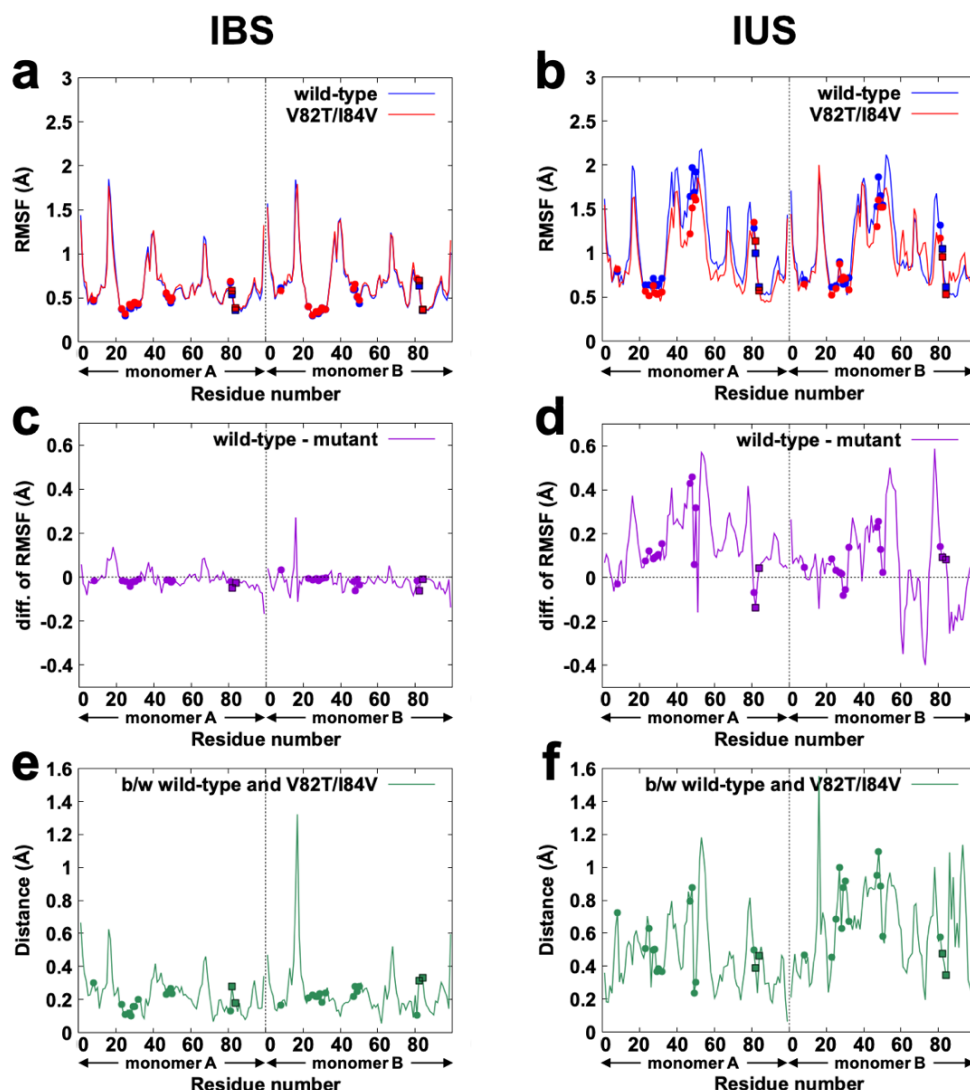 IBS IUS
a b
3 3
wild-type wild-type
V82T/I84V V82T/I84V
2.5 2.5
2 2
RMSF (Å) RMSF (Å)
1.5 1.5
1 1
0.5 0.5
0 0
0 20 40 60 80 0 20 40 60 80 0 20 40 60 80 0 20 40 60 80
monomer A monomer B monomer A monomer B
Residue number Residue number
c d
wild-type - mutant wild-type - mutant
0.6 0.6
0.4 0.4
0.2 0.2
diff. of RMSF (Å) diff. of RMSF (Å)
0 0
-0.2 -0.2
-0.4 -0.4
0 20 40 60 80 0 20 40 60 80 0 20 40 60 80 0 20 40 60 80
monomer A monomer B monomer A monomer B
Residue number Residue number
e f
1.6 1.6
b/w wild-type and V82T/I84V b/w wild-type and V82T/I84V
1.4 1.4
1.2 1.2
1 1
Distance (Å) Distance (Å)
0.8 0.8
0.6 0.6
0.4 0.4
0.2 0.2
0 0
0 20 40 60 80 0 20 40 60 80 0 20 40 60 80 0 20 40 60 80
monomer A monomer B monomer A monomer B
Residue number Residue number